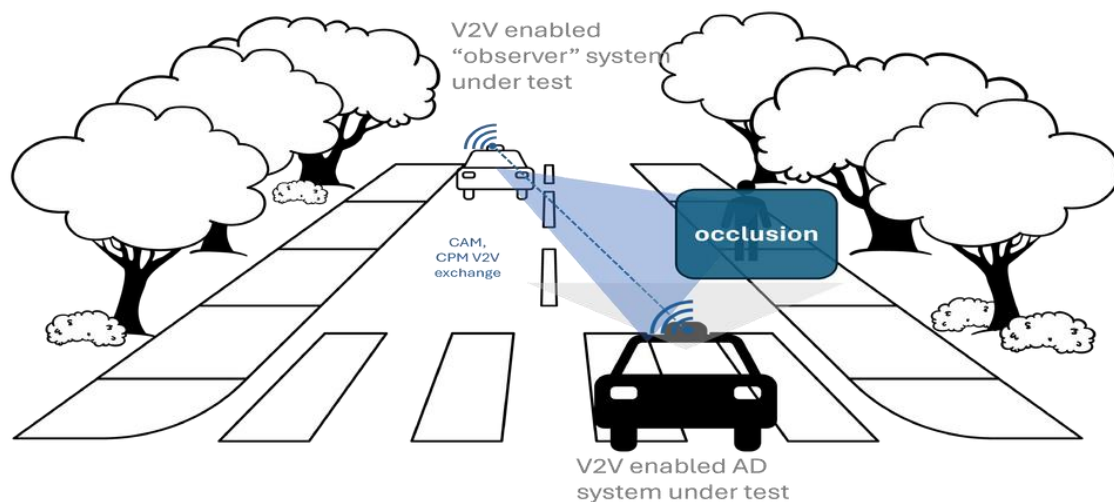 V2V enabled
“observer” system
under test
occlusion
CAM,
CPM V2V
exchange
V2V enabled AD
system under test